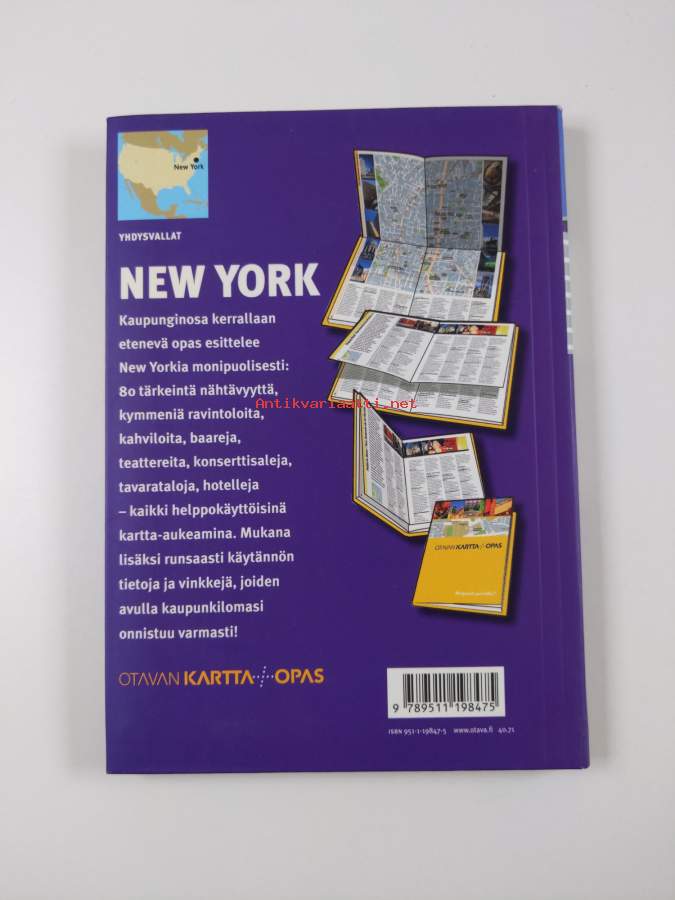 New York
YHDYSVALLAT
NEW YORK
Kaupunginosa kerrallaan
etenevä opas esittelee
New Yorkia monipuolisesti:
80 tärkeintä nähtävyyttä,
kymmeniä ravintoloita,
kahviloita, baareja,
teattereita, konserttisaleja,
tavarataloja, hotelleja
– kaikki helppokäyttöisinä
kartta-aukeamina. Mukana
lisäksi runsaasti käytännön
tietoja ja vinkkejä, joiden
avulla kaupunkilomasi
onnistuu varmasti!
OTAVAN KARTTA OPAS
Antikvariaatti.net
OTAVAN KARTTA OPAS
9 789511 198475
ISBN 951-1-19847-5 www.otava.fi 40.71